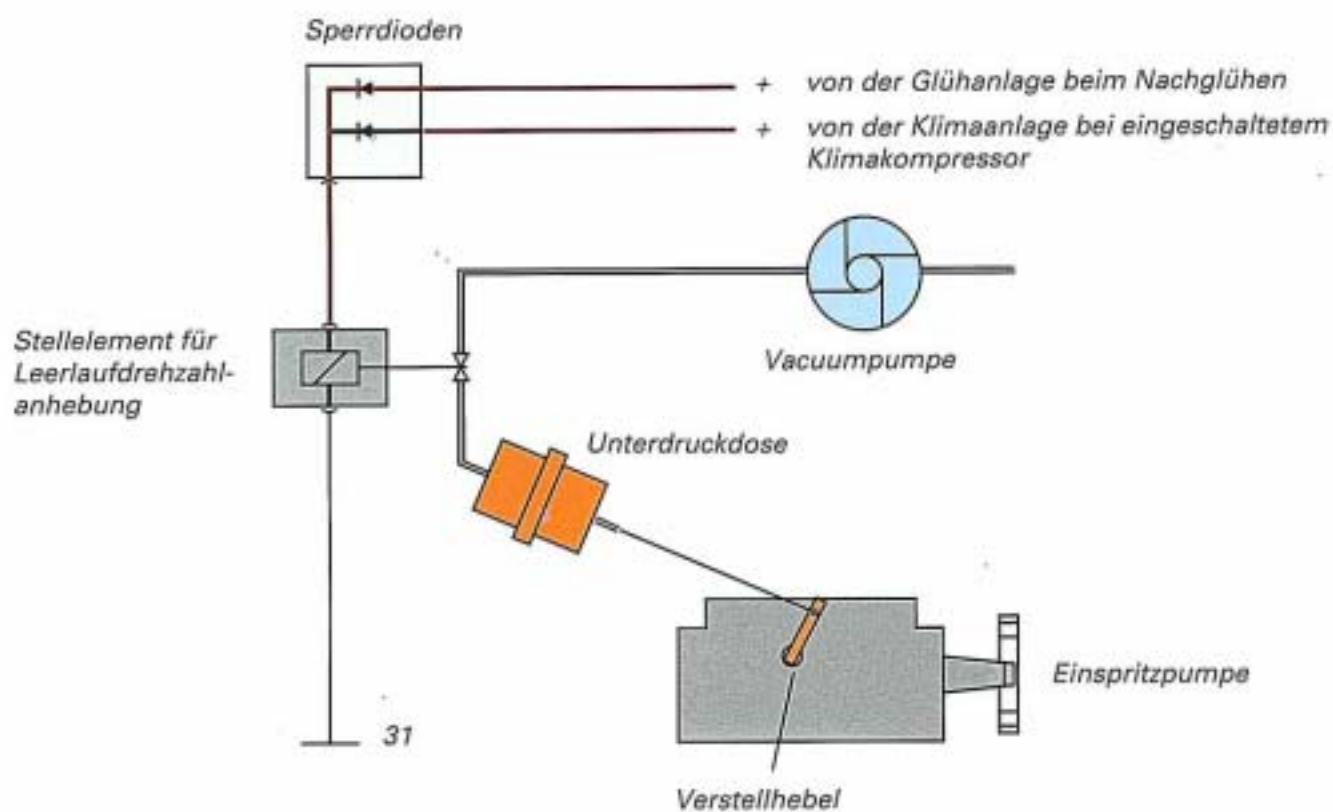 Sperrdioden
+ von der Glühanlage beim Nachglühen
+ von der Klimaanlage bei eingeschaltetem
Klimakompressor
Stellelement für
Leerlaufdrehzahl-
anhebung
Vacuumpumpe
Unterdruckdose
Einspritzpumpe
31
Verstellhebel